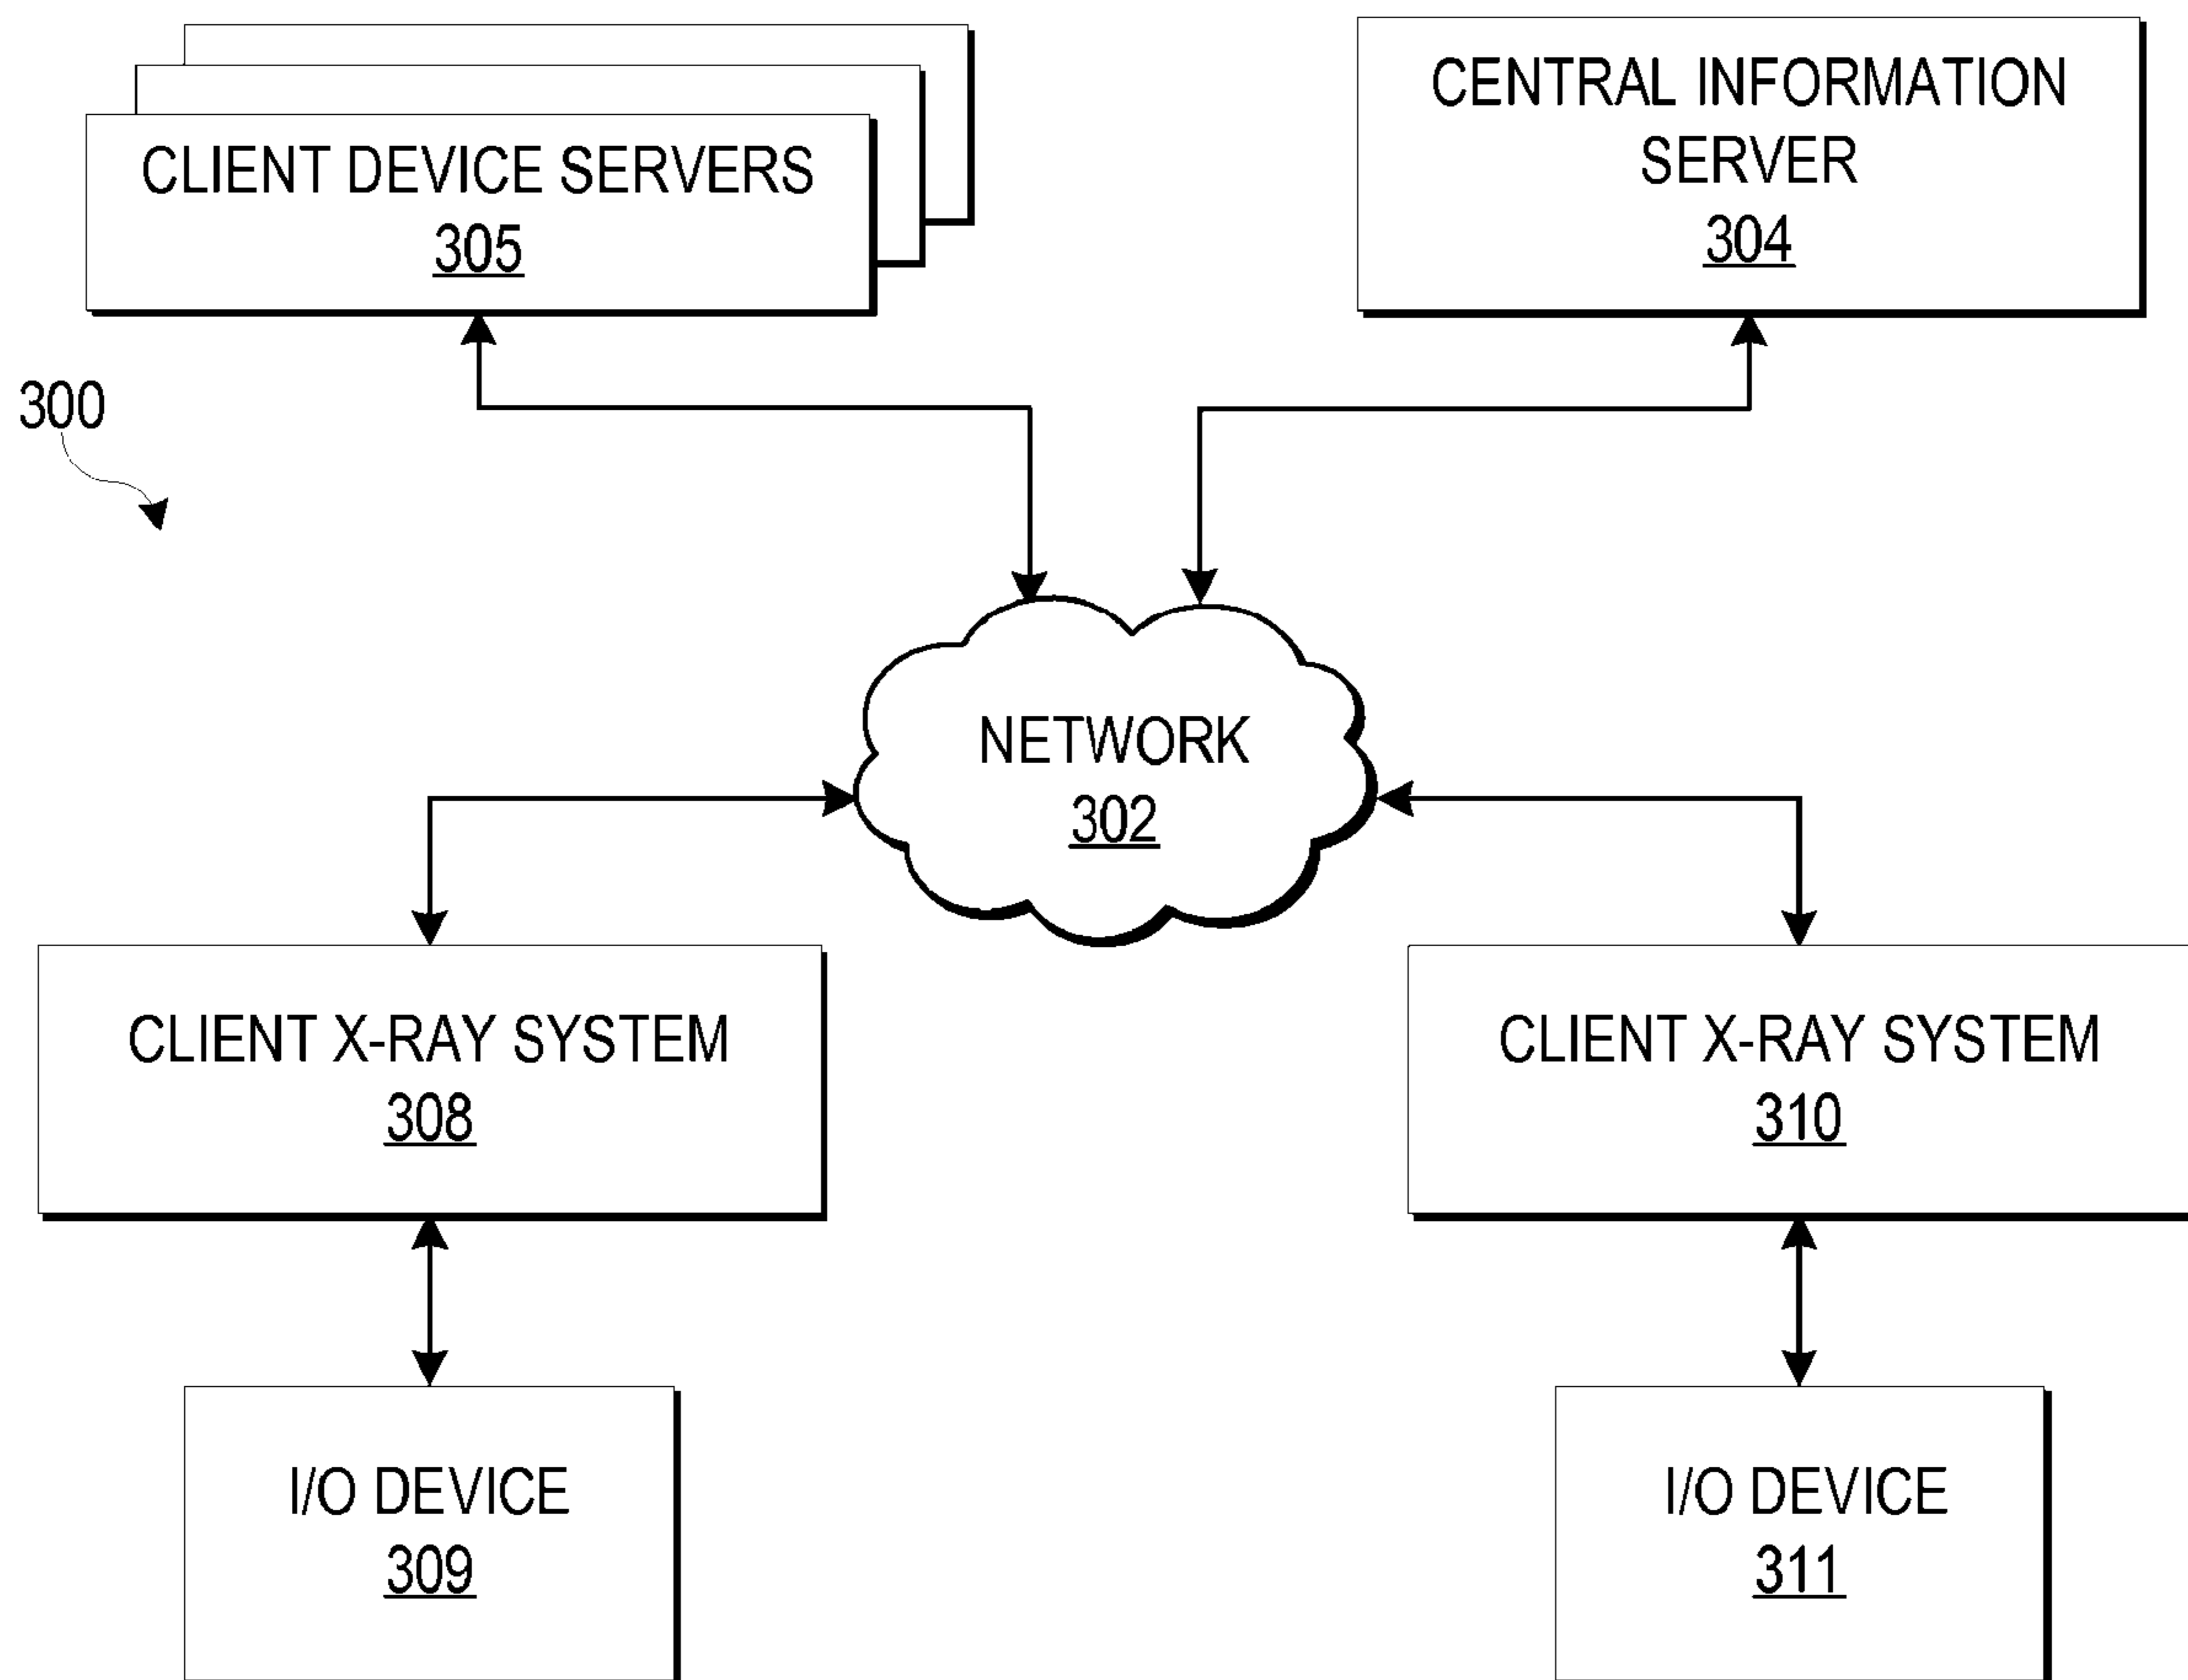 CLIENT DEVICE SERVERS
305
CENTRAL INFORMATION
SERVER
304
300
NETWORK
302
CLIENT X-RAY SYSTEM
308
CLIENT X-RAY SYSTEM
310
I/O DEVICE
309
I/O DEVICE
311